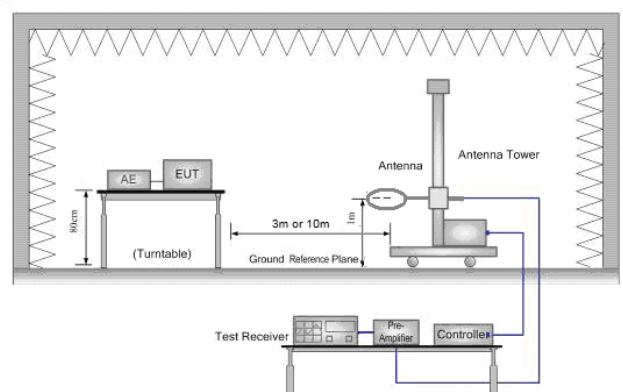 Antenna
Antenna Tower
AE
EUT
80cm
(Turntable)
3m or 10m
1m
Ground Reference Plane
Test Receiver
Pre-
Amplifier
Controller